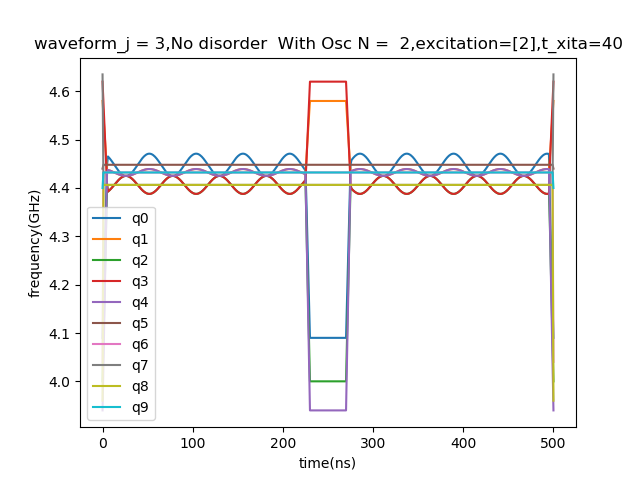 waveform_j = 3,No disorder  With Osc N =  2,excitation=[2],t_xita=40
frequency(GHz)
4.6
4.5
4.4
4.3
4.2
4.1
4.0
q0
q1
q2
q3
q4
q5
q6
q7
q8
q9
0
100
200
300
400
500
time(ns)